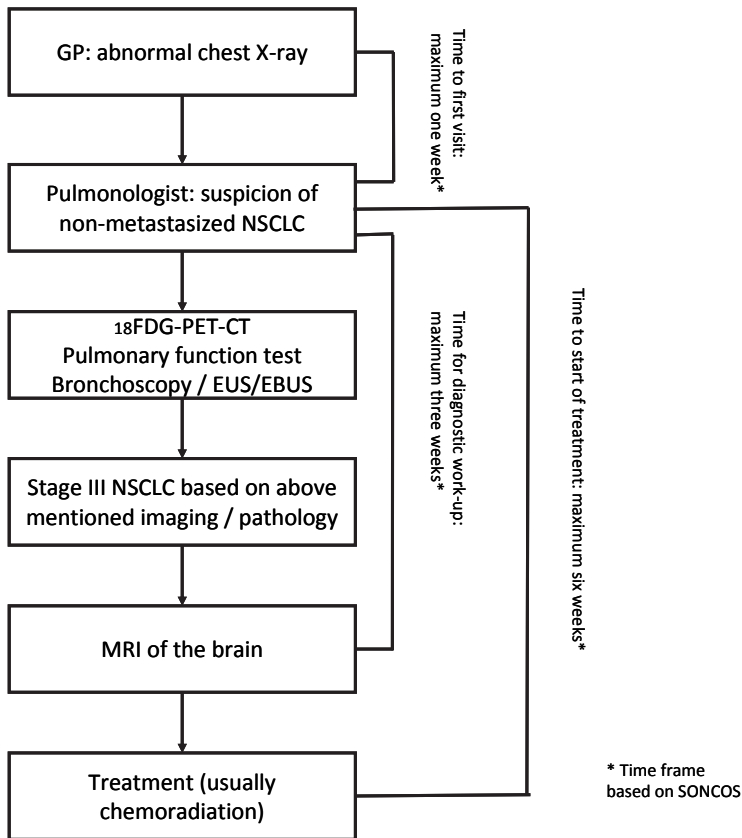 GP: abnormal chest X-ray
Time to first visit:
maximum one week*
Pulmonologist: suspicion of
non-metastasized NSCLC
18FDG-PET-CT
Pulmonary function test
Bronchoscopy / EUS/EBUS
Time for diagnostic work-up:
maximum three weeks*
Time to start of treatment: maximum six weeks*
Stage III NSCLC based on above
mentioned imaging / pathology
MRI of the brain
Treatment (usually
chemoradiation)
* Time frame
based on SONCOS